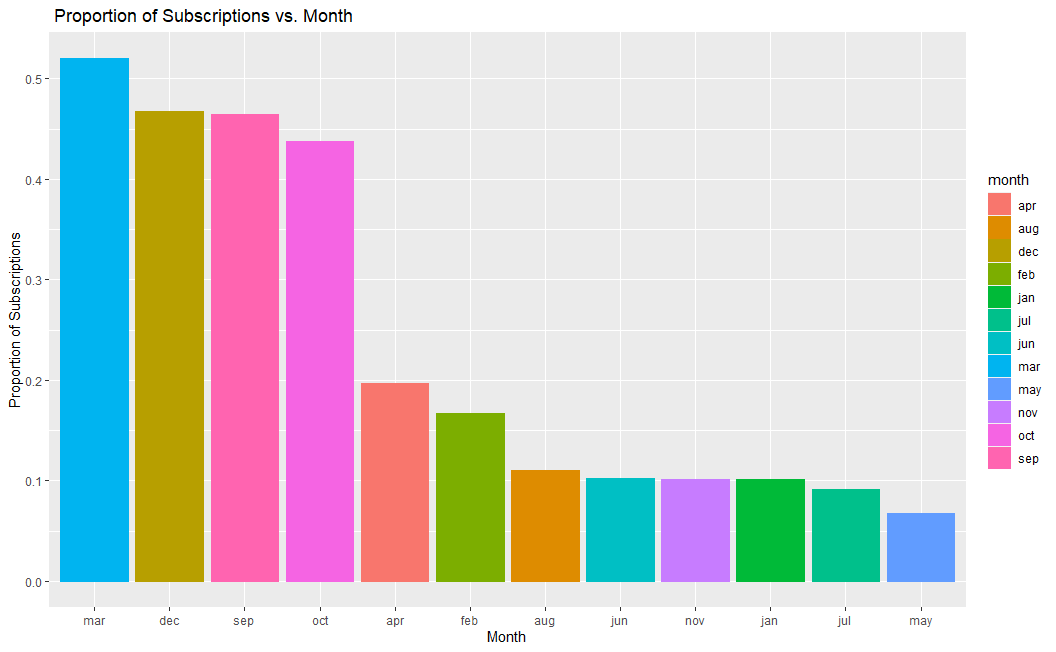 Proportion of Subscriptions vs. Month
Proportion of Subscriptions
0.5
0.4
0.3
0.2
0.1
0.0
mar dec sep oct apr feb aug jun nov jan jul may
Month
month
apr
aug
dec
feb
jan
jul
jun
mar
may
nov
oct
sep